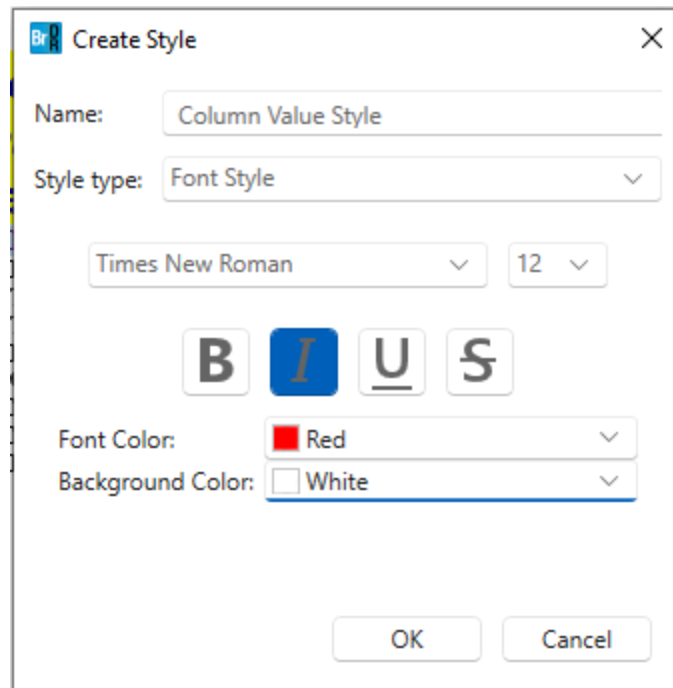 Br DR Create Style
Name: Column Value Style
Style type: Font Style
Times New Roman 12
B I U S
Font Color: Red
Background Color: White
OK Cancel